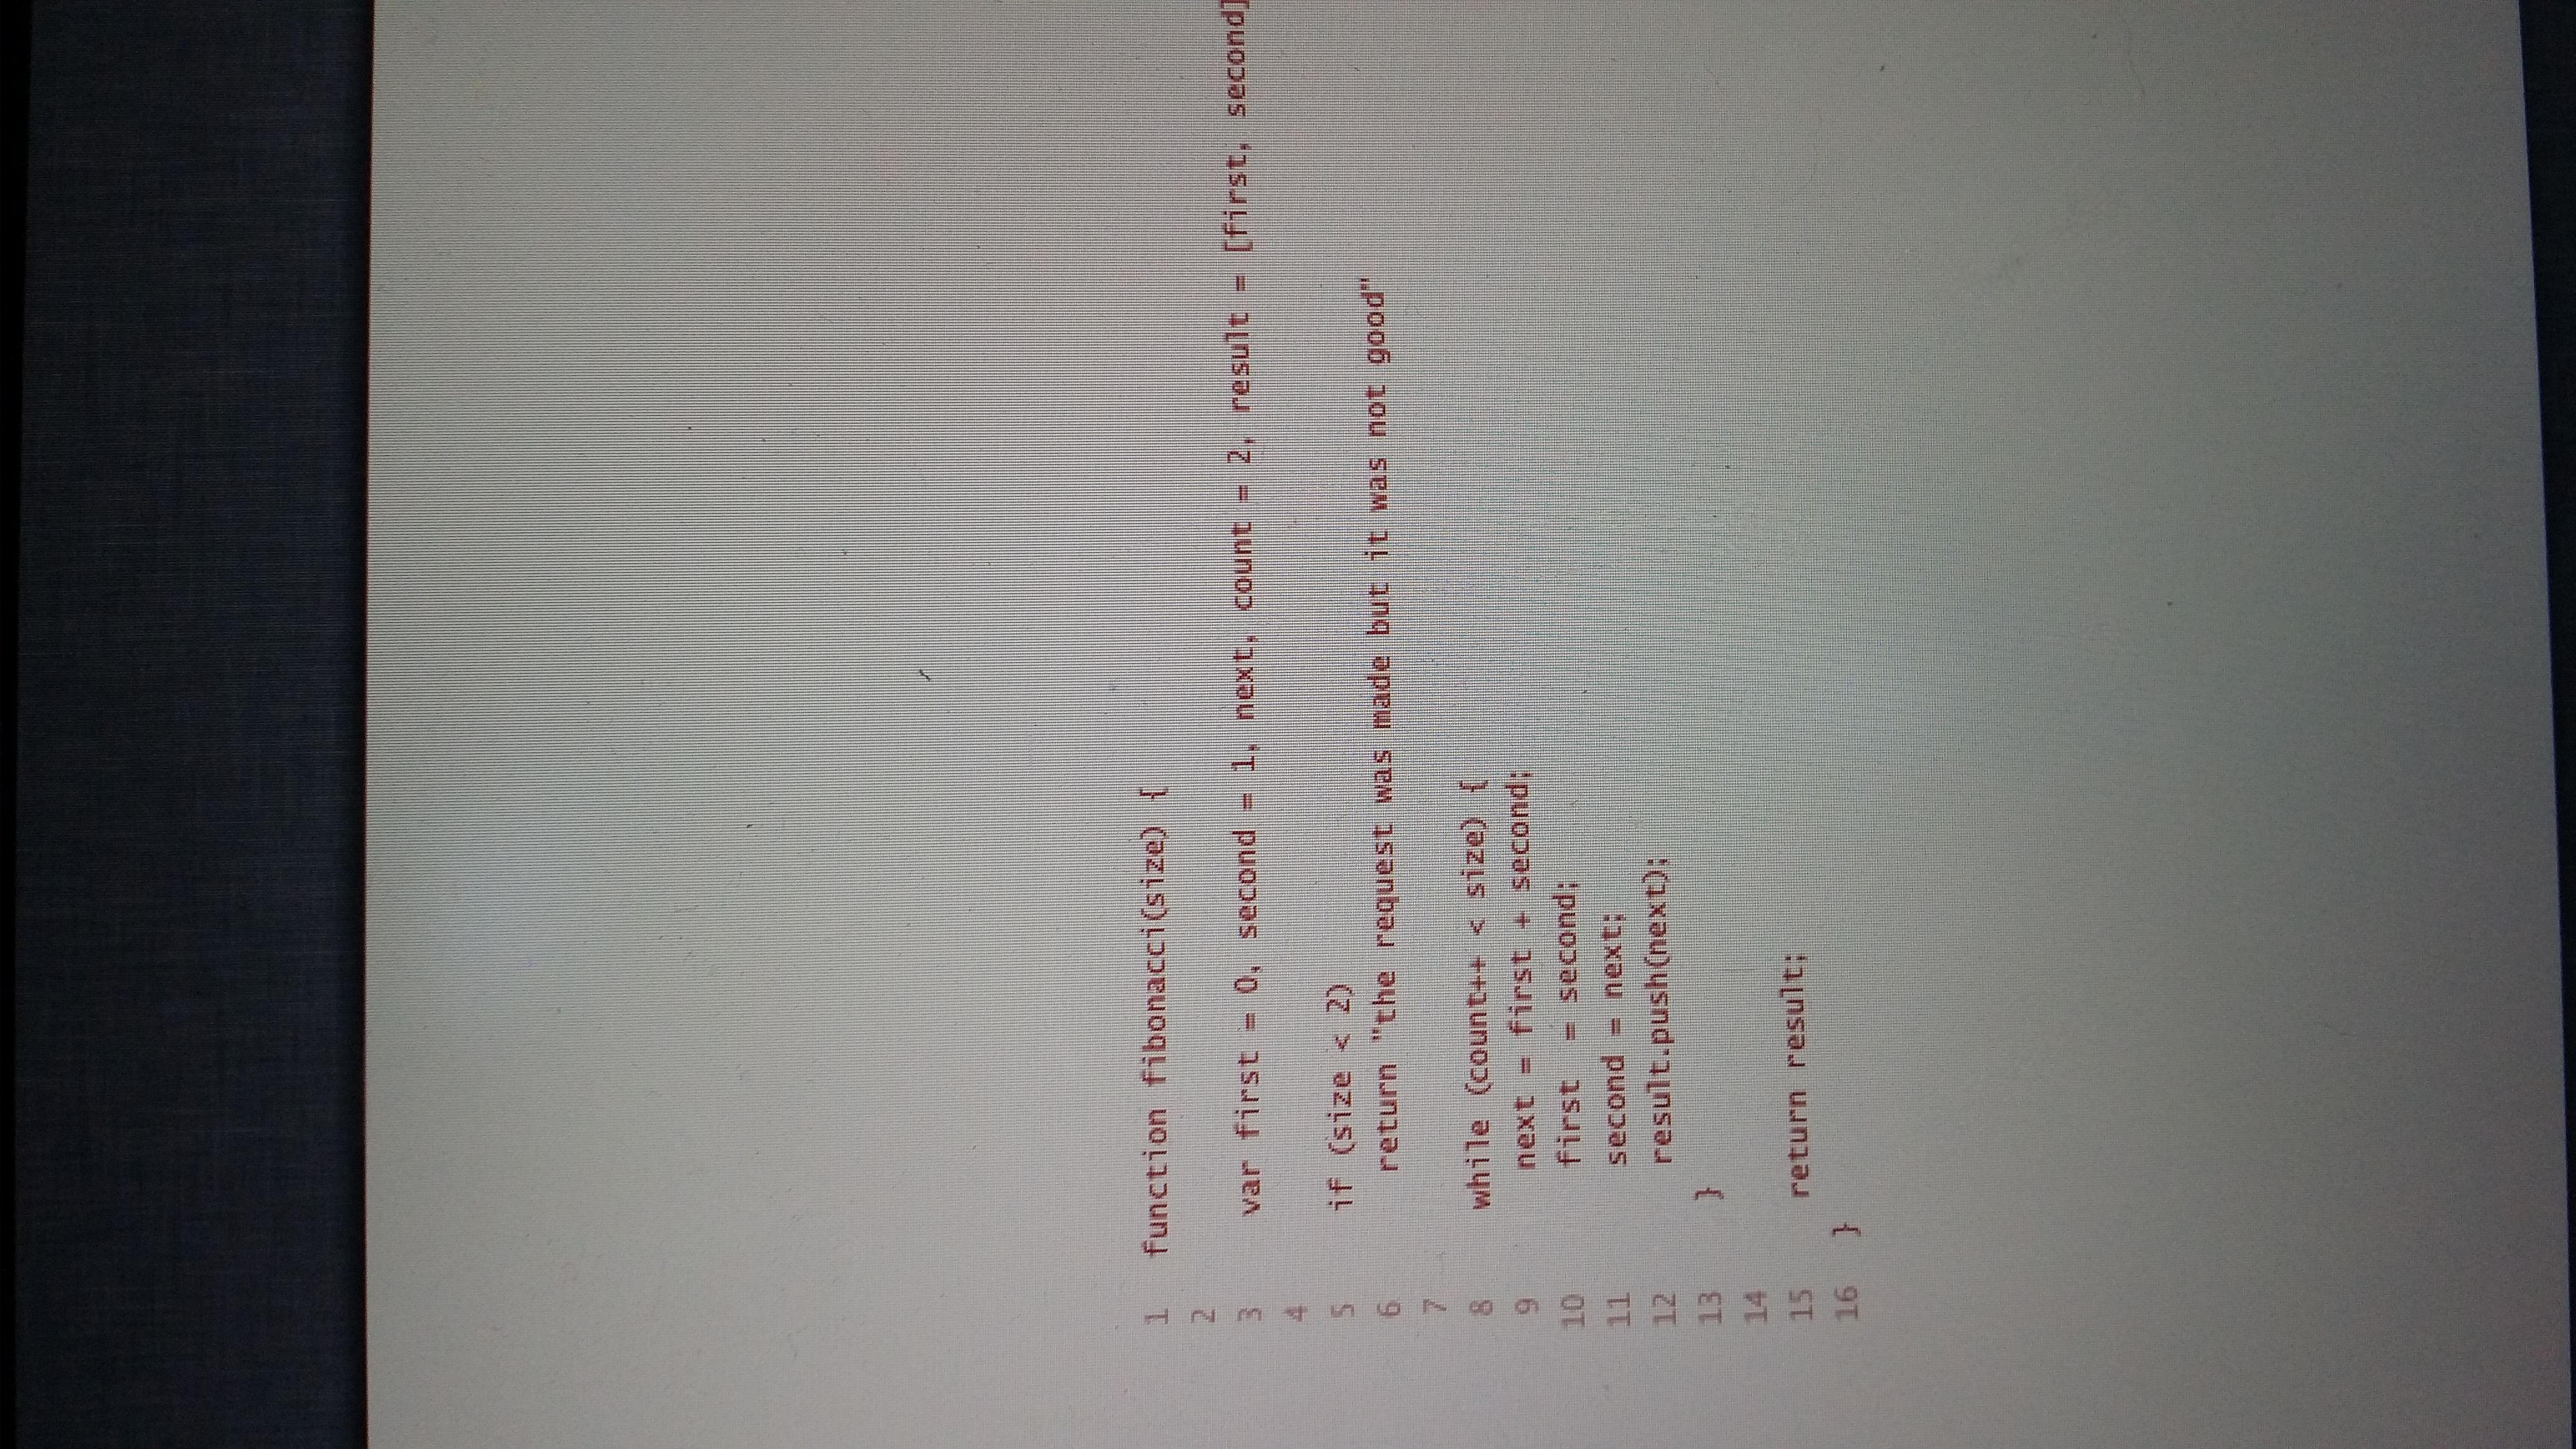 1 function fibonacci(size) {
2
3 var first = 0, second = 1, next, count = 2, result = [first, second]
4
5 if (size < 2)
6 return "the request was made but it was not good"
7
8 while (count++ < size) {
9 next = first + second;
10 first  = second;
11 second = next;
12 result.push(next);
13 }
14
15 return result;
16 }